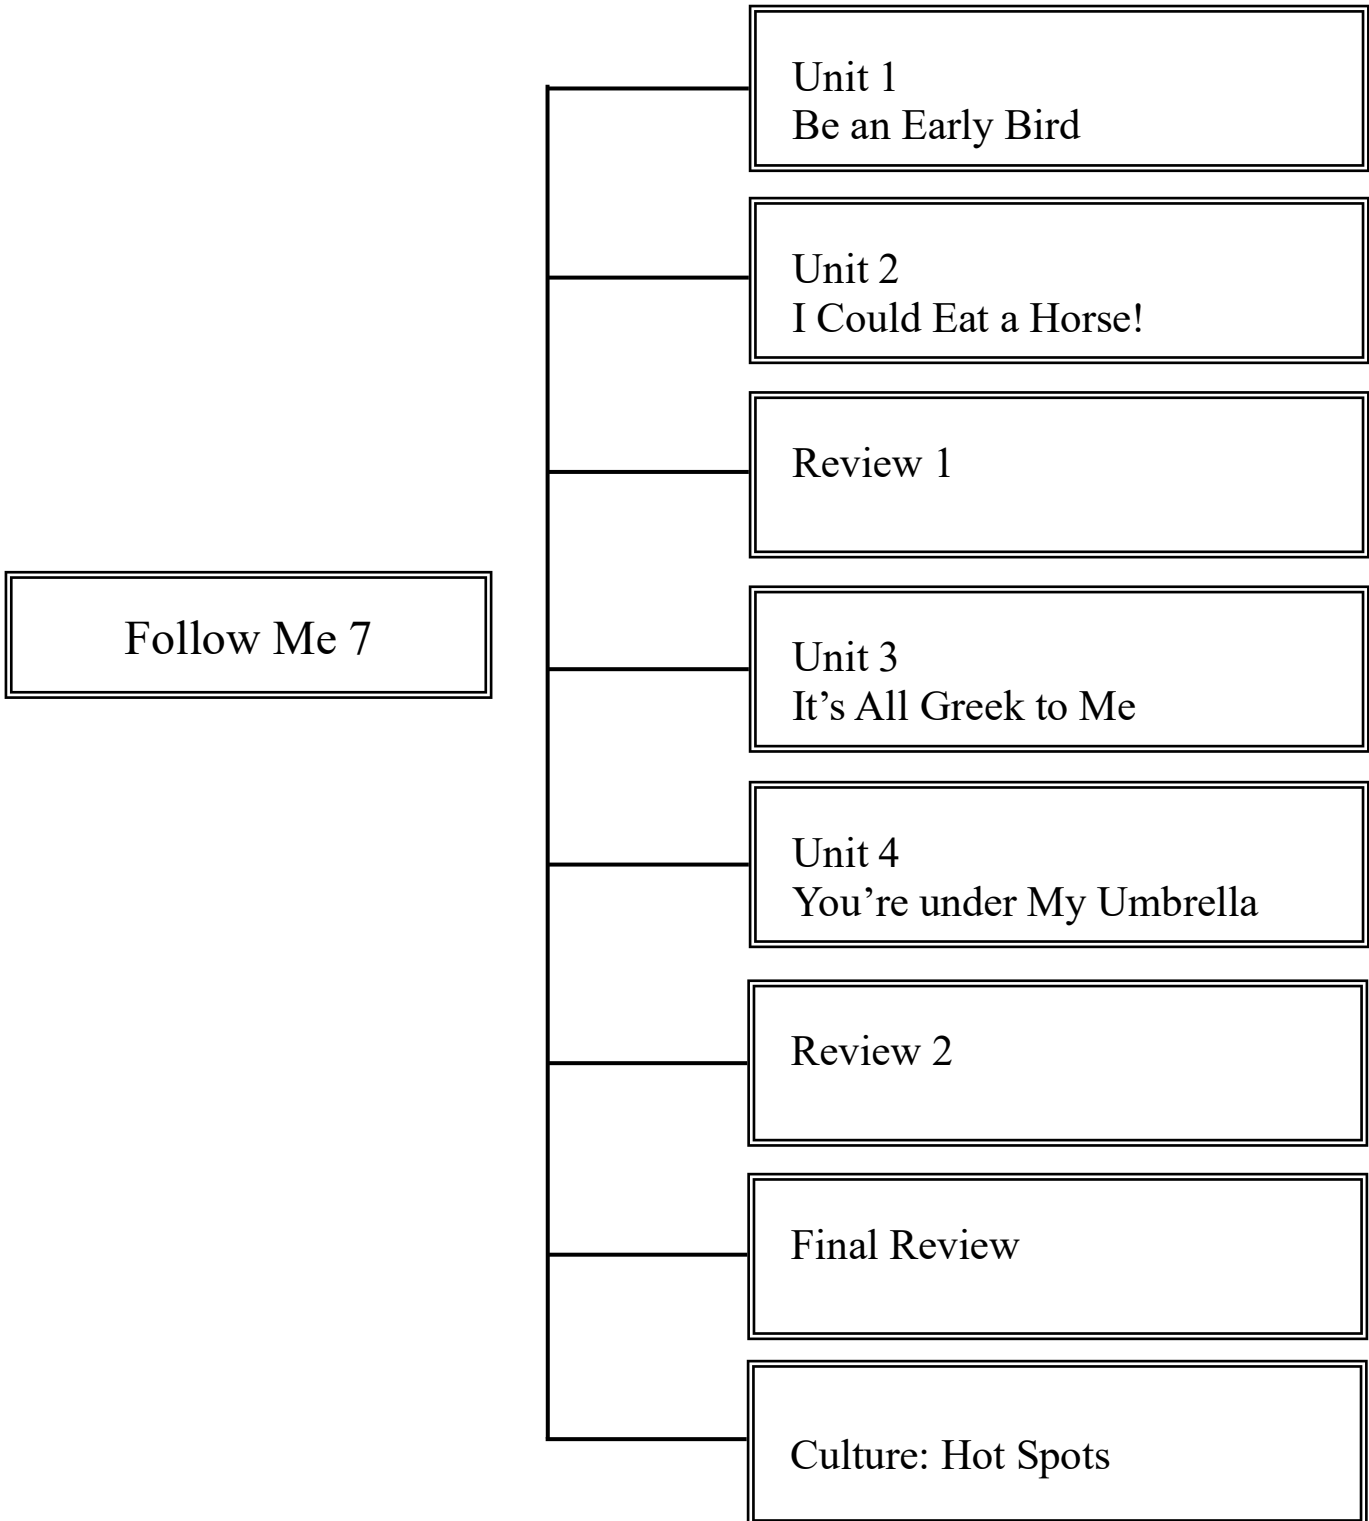 Follow Me 7
Unit 1
Be an Early Bird
Unit 2
I Could Eat a Horse!
Review 1
Unit 3
It’s All Greek to Me
Unit 4
You’re under My Umbrella
Review 2
Final Review
Culture: Hot Spots